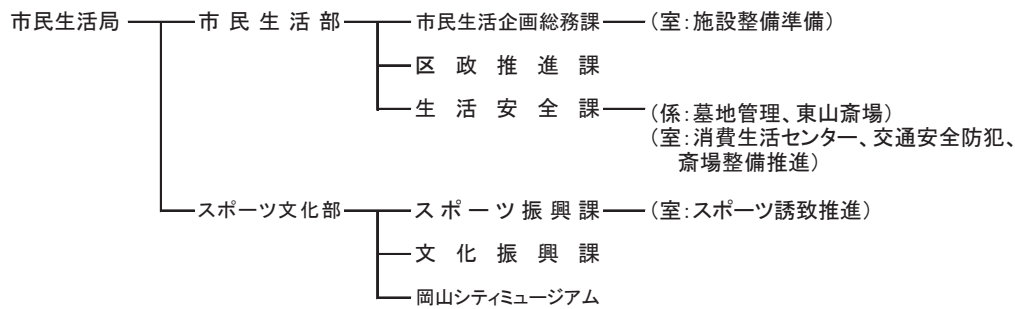 市民生活局 市民生活部 市民生活企画総務課 (室:施設整備準備)
区政推進課
生活安全課 (係:墓地管理、東山斎場)
(室:消費生活センター、交通安全防犯、
斎場整備推進)
スポーツ文化部 スポーツ振興課 (室:スポーツ誘致推進)
文化振興課
岡山シティミュージアム